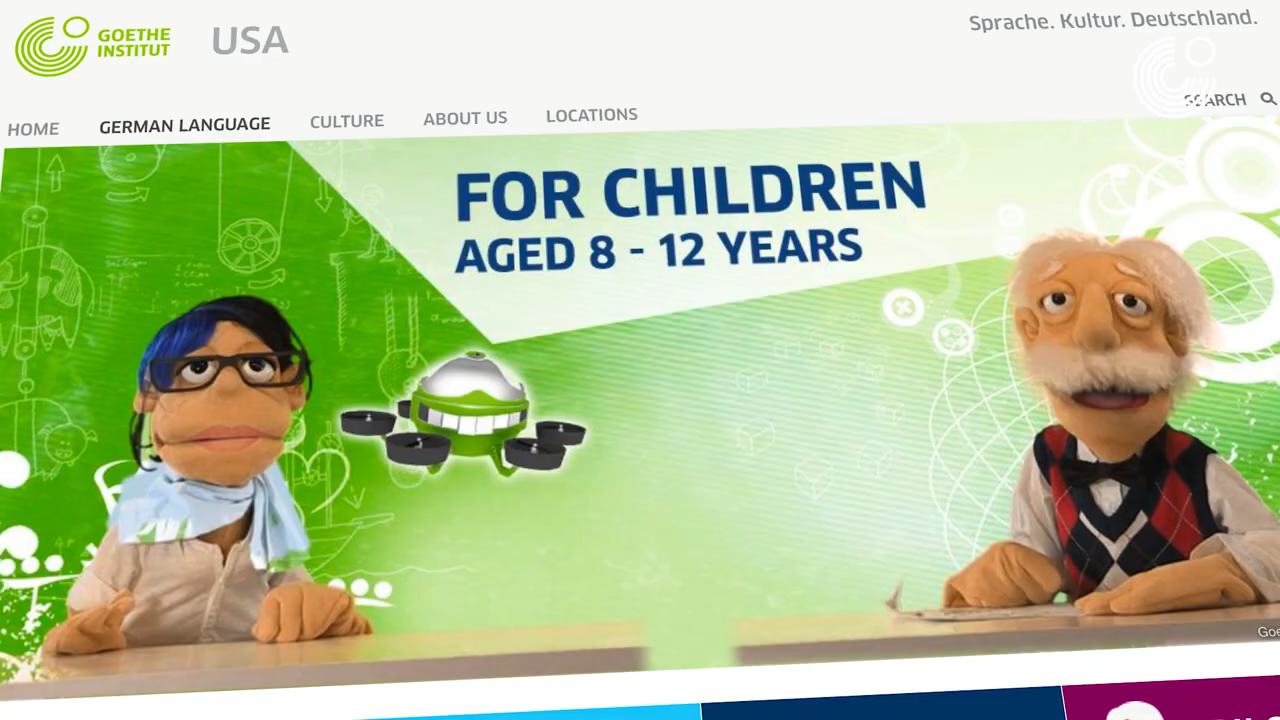 GOETHE
INSTITUT
USA
Sprache. Kultur. Deutschland.
HOME
GERMAN LANGUAGE
CULTURE
ABOUT US
LOCATIONS
SEARCH
FOR CHILDREN
AGED 8 - 12 YEARS